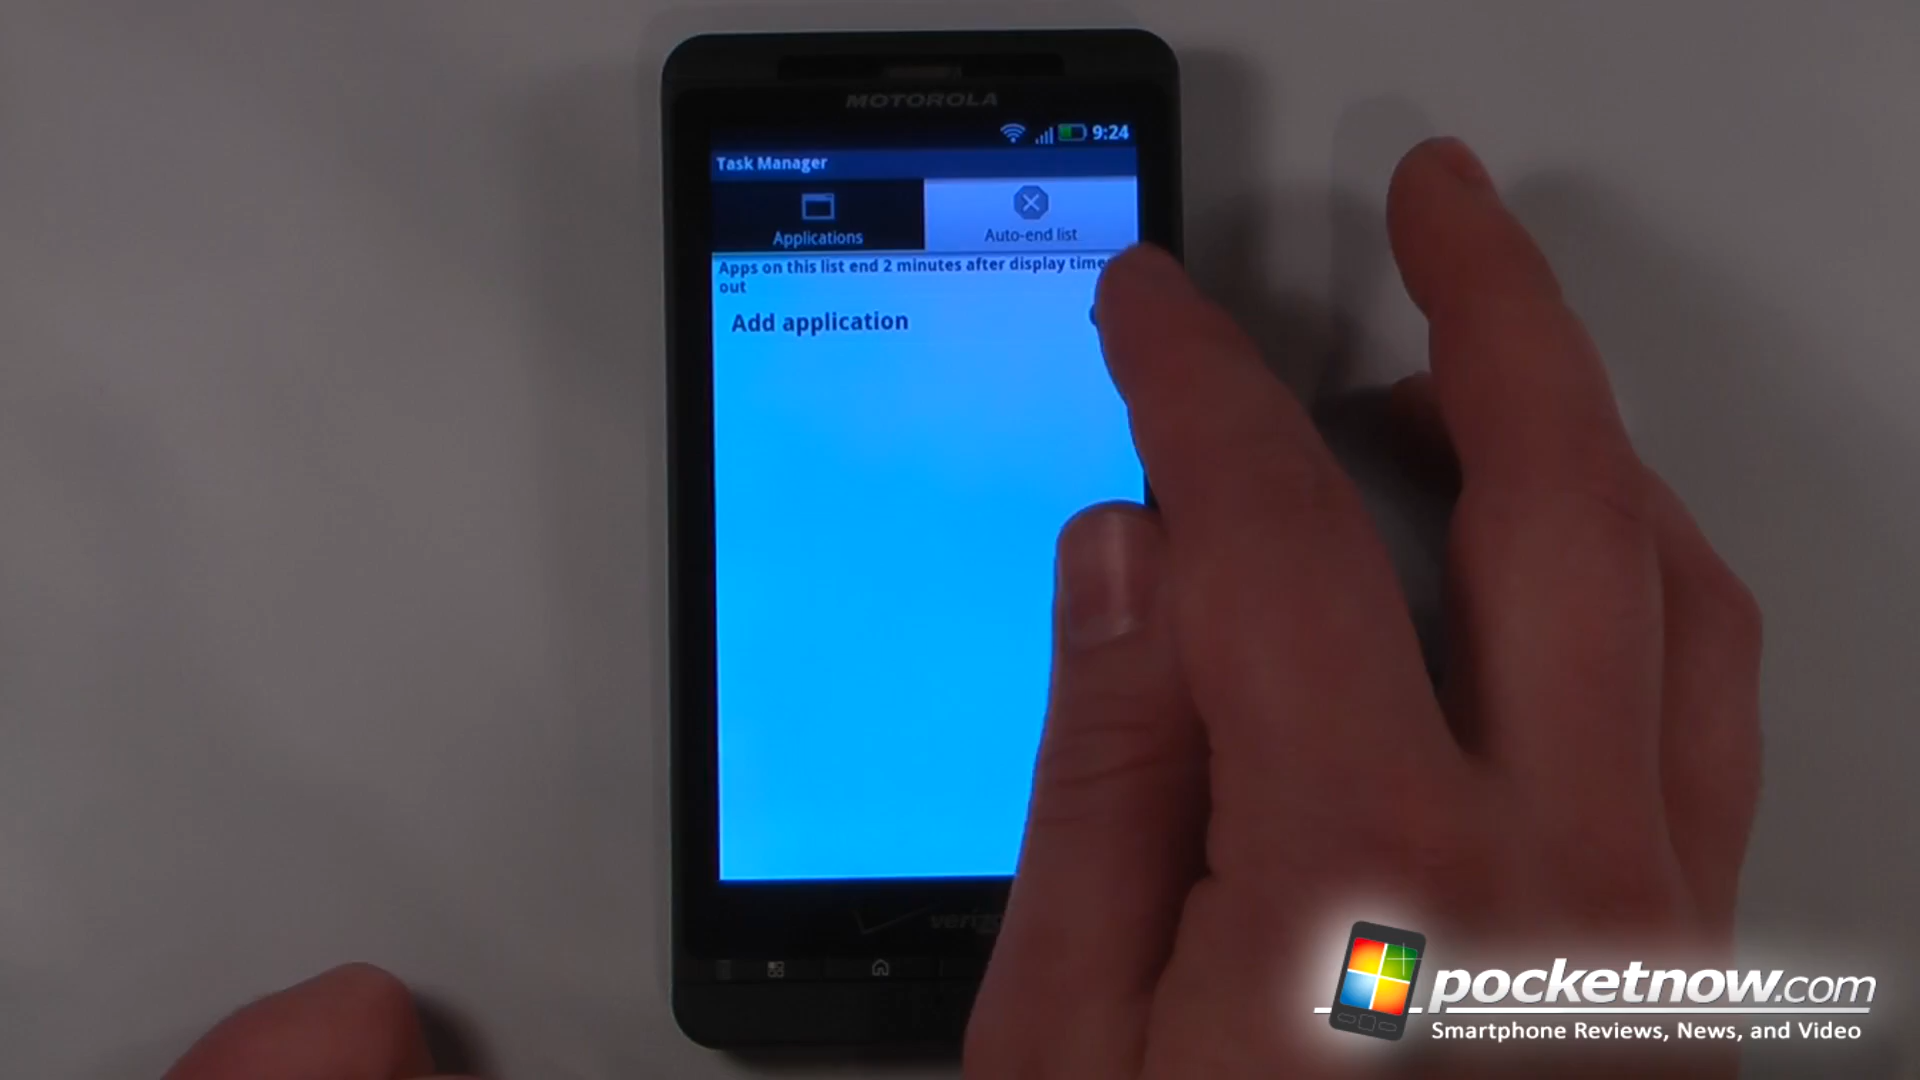 MOTOROLA
9:24
Task Manager
Applications
Auto-end list
Apps on this list end 2 minutes after display time
out
Add application
pocketnow.com
Smartphone Reviews, News, and Video